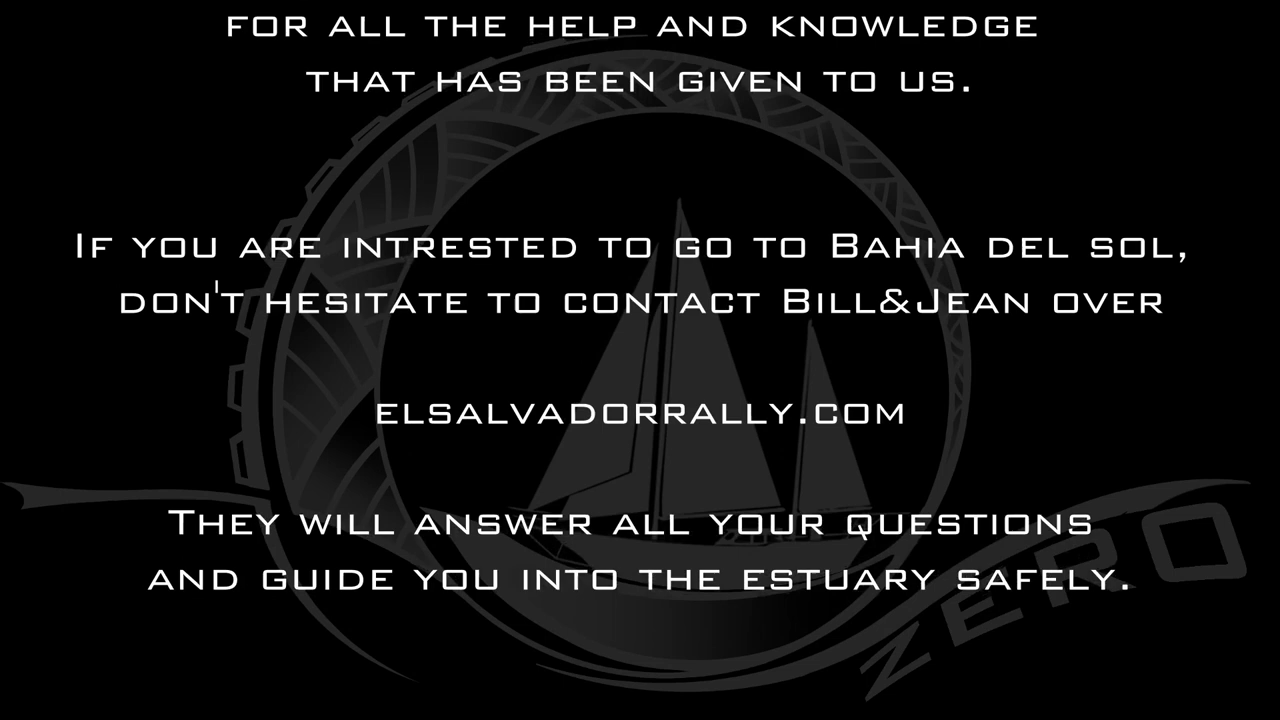 for all the help and knowledge
that has been given to us.
If you are intrested to go to Bahia del sol,
don't hesitate to contact Bill&Jean over
elsalvadorrally.com
They will answer all your questions
and guide you into the estuary safely.
ZERO